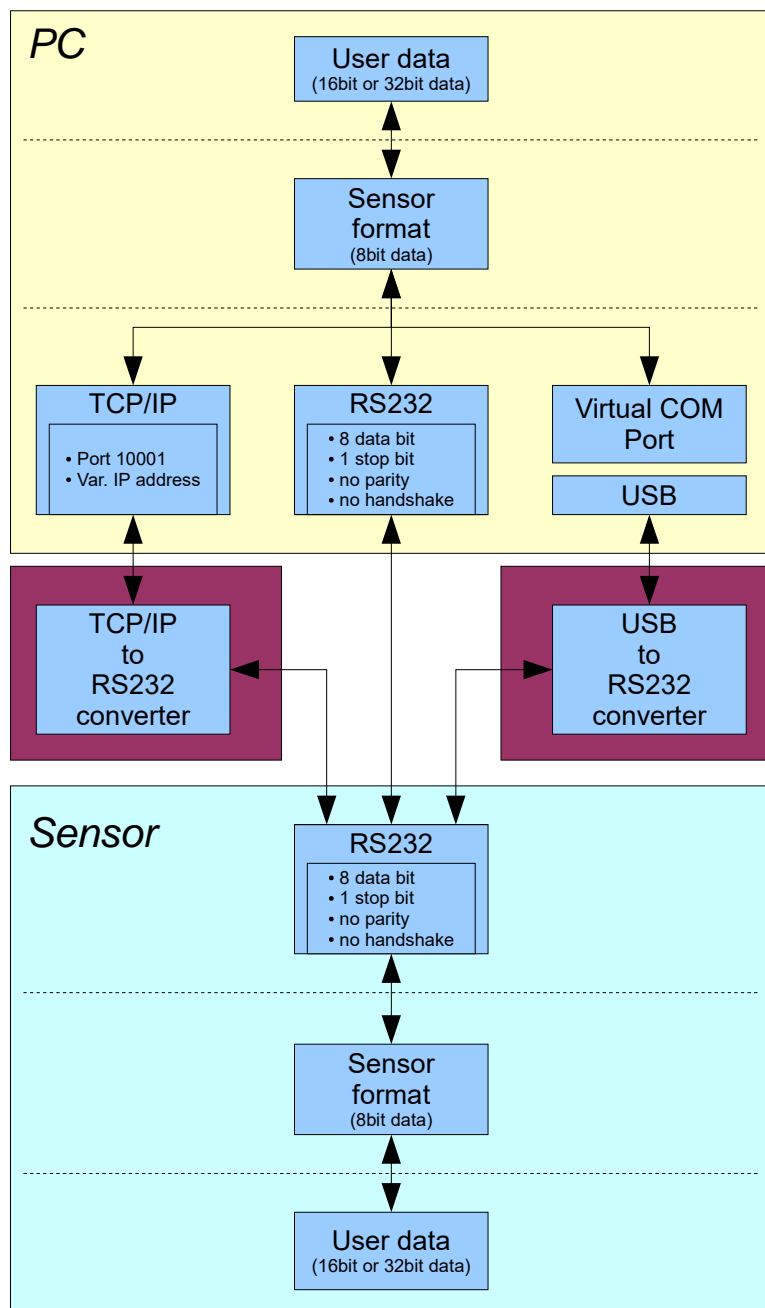 PC
User data
(16bit or 32bit data)
Sensor
format
(8bit data)
TCP/IP
• Port 10001
• Var. IP address
RS232
• 8 data bit
• 1 stop bit
• no parity
• no handshake
Virtual COM
Port
USB
TCP/IP
to
RS232
converter
USB
to
RS232
converter
Sensor
RS232
• 8 data bit
• 1 stop bit
• no parity
• no handshake
Sensor
format
(8bit data)
User data
(16bit or 32bit data)